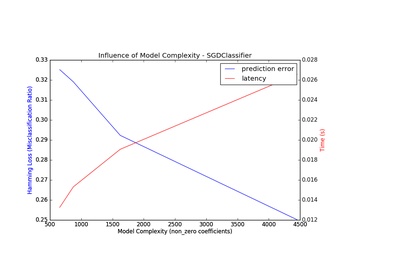 Influence of Model Complexity - SGDClassifier
prediction error
latency
0.33
0.32
0.31
0.30
0.29
0.28
0.27
0.26
0.25
Hamming Loss (Misclassification Ratio)
0.028
0.026
0.024
0.022
0.020
0.018
0.016
0.014
0.012
Time (s)
500 1000 1500 2000 2500 3000 3500 4000 4500
Model Complexity (non_zero coefficients)